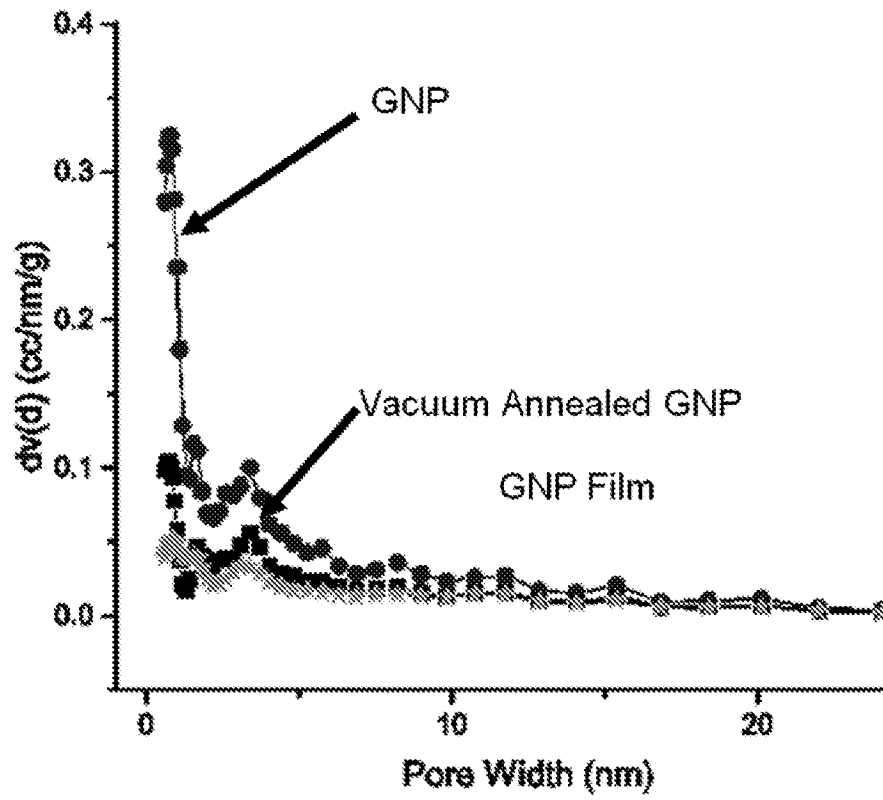 0.4
GNP
0.3
dv(d) (cc/nm/g)
0.2
Vacuum Annealed GNP
0.1
GNP Film
0.0
0 10 20
Pore Width (nm)